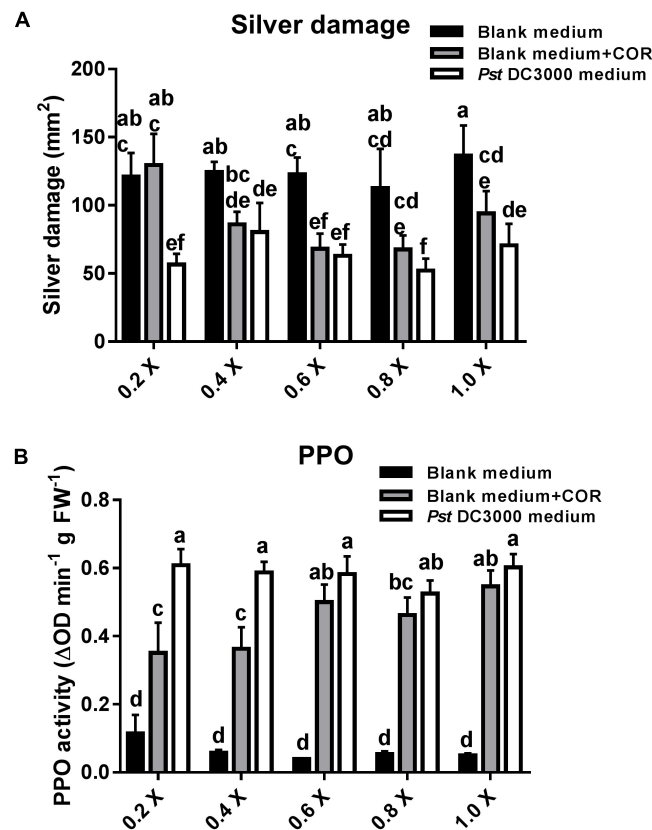 A
Silver damage
Blank medium
Blank medium+COR
Pst DC3000 medium
Silver damage (mm²)
200
150
100
50
0
ab
c
ab
c
ef
ab
bc
de
de
ab
c
ef
ef
ab
cd
cd
e
f
a
cd
e
de
0.2 X
0.4 X
0.6 X
0.8 X
1.0 X
B
PPO
Blank medium
Blank medium+COR
Pst DC3000 medium
PPO activity (ΔOD min⁻¹ g FW⁻¹)
0.8
0.6
0.4
0.2
0.0
d
c
a
d
c
a
d
ab
a
d
bc
ab
d
ab
a
0.2 X
0.4 X
0.6 X
0.8 X
1.0 X